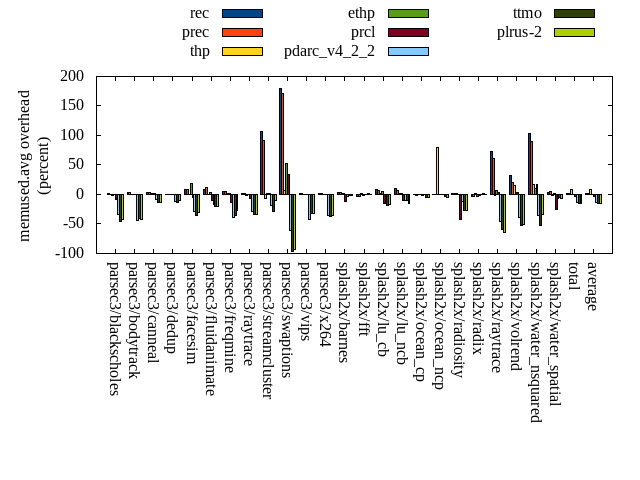 rec
prec
thp
ethp
prcl
pdarc_v4_2_2
ttmo
plrus-2
memused.avg overhead
(percent)
200
150
100
50
0
-50
-100
parsec3/blackscholes
parsec3/bodytrack
parsec3/canneal
parsec3/dedup
parsec3/facesim
parsec3/fluidanimate
parsec3/freqmine
parsec3/raytrace
parsec3/streamcluster
parsec3/swaptions
parsec3/vips
parsec3/x264
splash2x/barnes
splash2x/fft
splash2x/lu_cb
splash2x/lu_ncb
splash2x/ocean_cp
splash2x/ocean_ncp
splash2x/radiosity
splash2x/radix
splash2x/raytrace
splash2x/volrend
splash2x/water_nsquared
splash2x/water_spatial
total
average